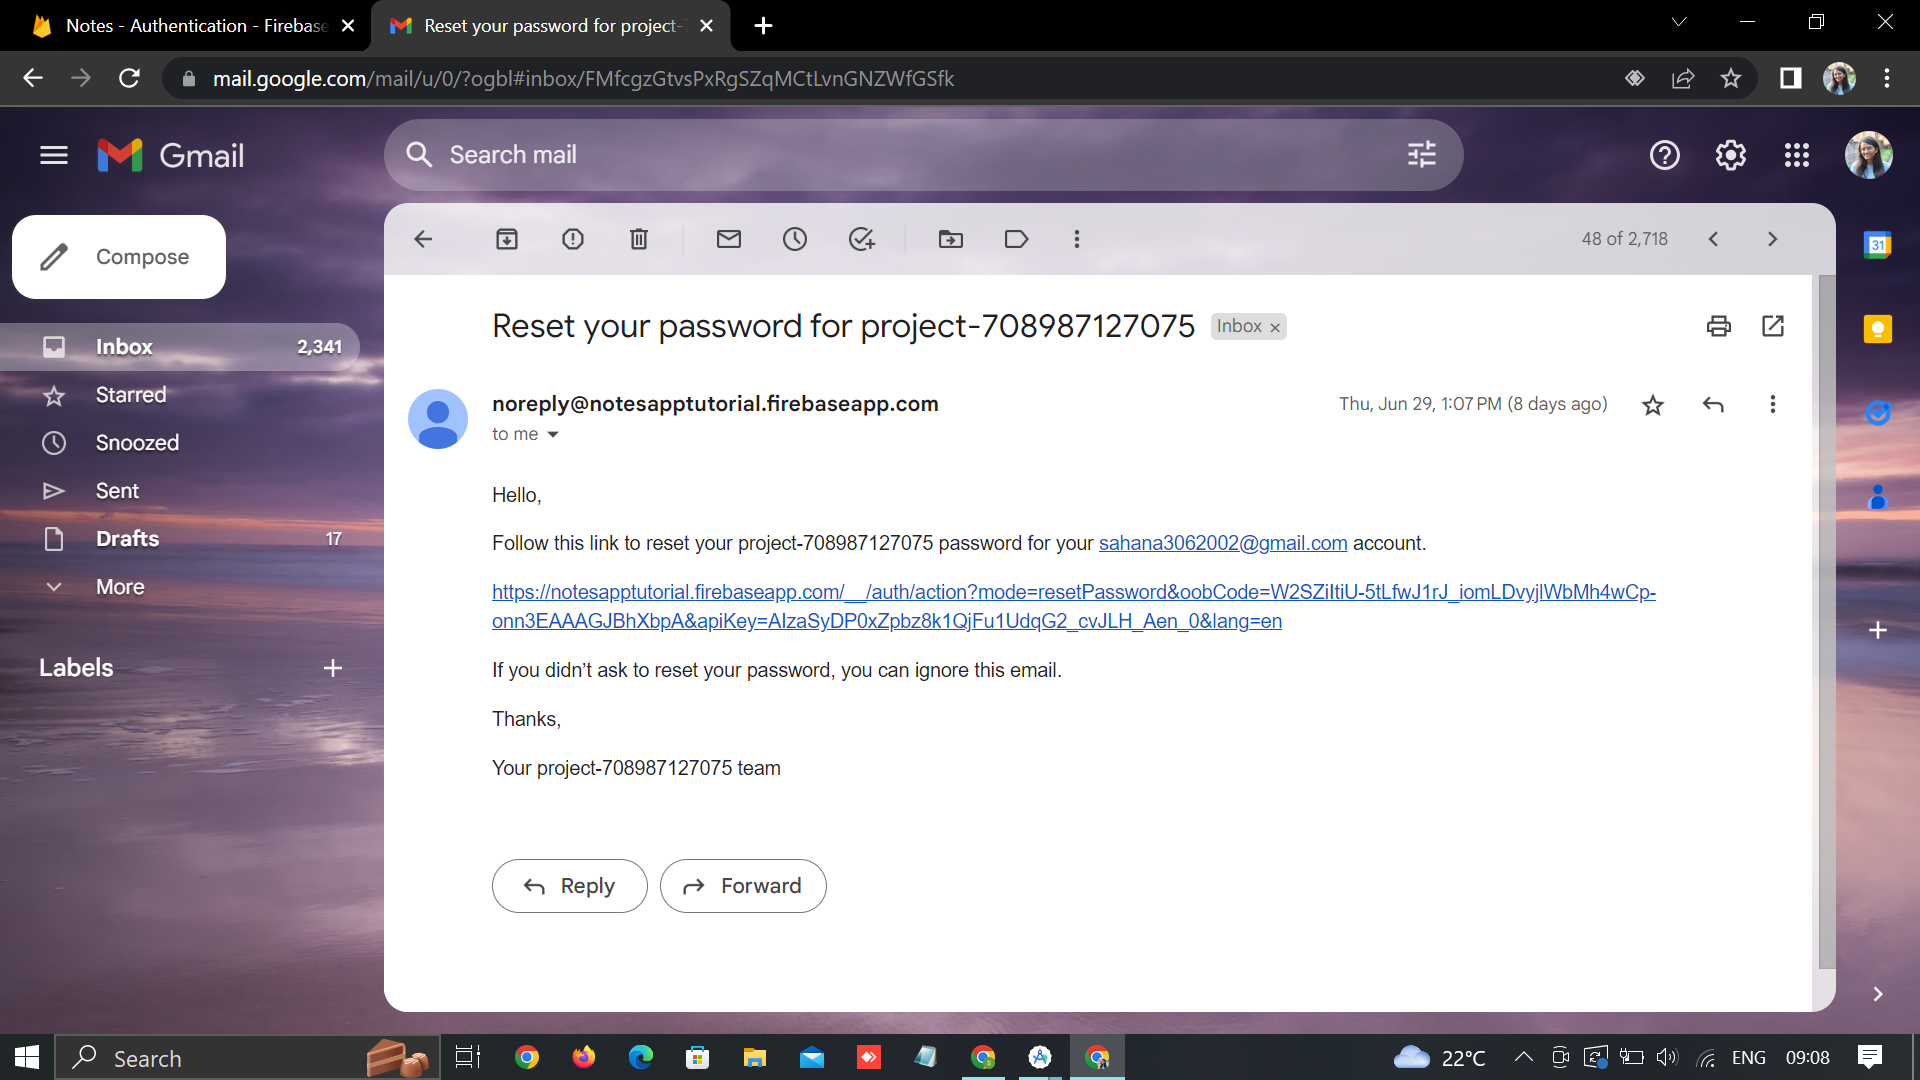 Notes - Authentication - Firebase
Reset your password for project-
mail.google.com/mail/u/0/?ogbl#inbox/FMfcgzGtvsPxRgSZqMCtLvnGNZWfGSfk
Gmail
Search mail
Compose
48 of 2,718
31
Inbox 2,341
Starred
Snoozed
Sent
Drafts 17
More
Labels
Reset your password for project-708987127075 Inbox
noreply@notesapptutorial.firebaseapp.com
Thu, Jun 29, 1:07 PM (8 days ago)
to me
Hello,
Follow this link to reset your project-708987127075 password for your sahana3062002@gmail.com account.
https://notesapptutorial.firebaseapp.com/__/auth/action?mode=resetPassword&oobCode=W2SZiItiU-5tLfwJ1rJ_iomLDvyjlWbMh4wCp-
onn3EAAAGJBhXbpA&apiKey=AIzaSyDP0xZpbz8k1QjFu1UdqG2_cvJLH_Aen_0&lang=en
If you didn’t ask to reset your password, you can ignore this email.
Thanks,
Your project-708987127075 team
Reply Forward
Search
22°C
ENG
09:08